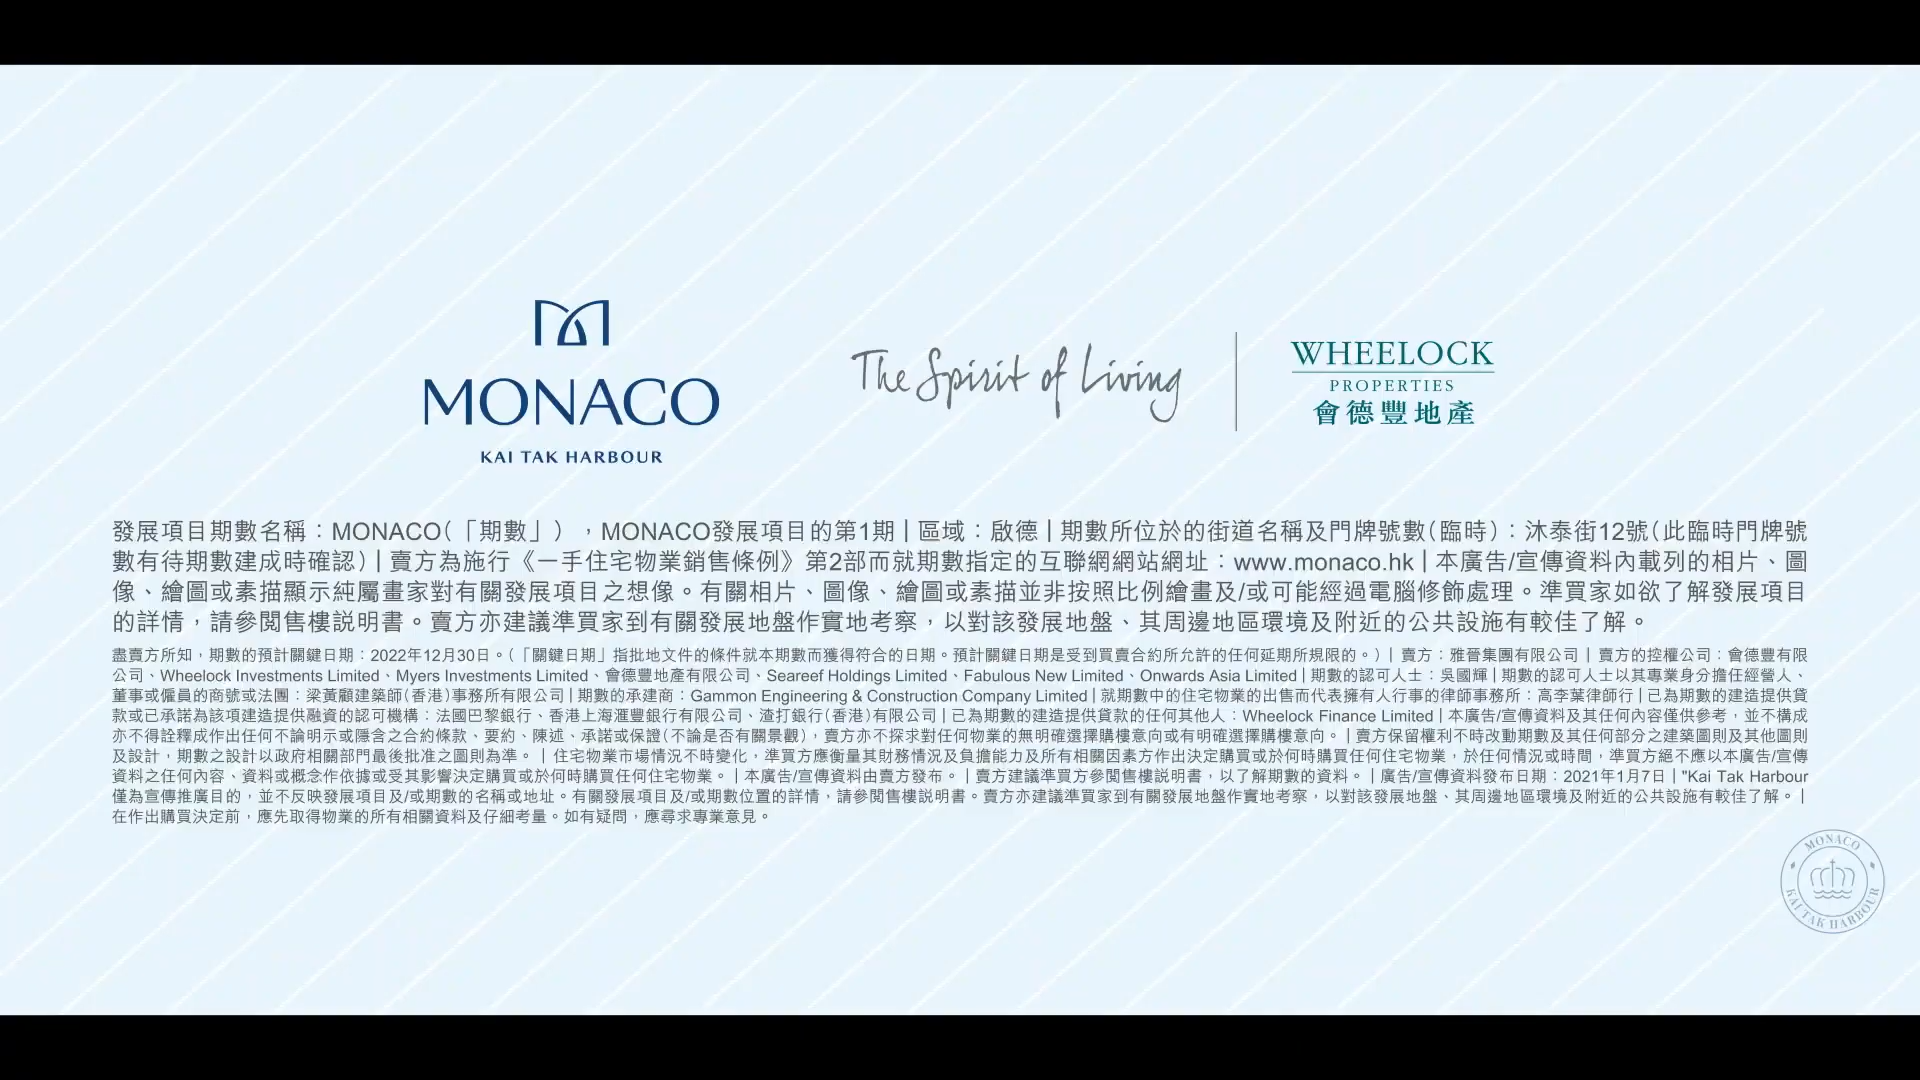 MONACO
KAI TAK HARBOUR
The Spirit of Living
WHEELOCK
PROPERTIES
會德豐地產
發展項目期數名稱：MONACO(「期數」），MONACO發展項目的第1期 | 區域：啟德 | 期數所位於的街道名稱及門牌號數(臨時)：沐泰街12號(此臨時門牌號
數有待期數建成時確認) | 賣方為施行《一手住宅物業銷售條例》第2部而就期數指定的互聯網網站網址：www.monaco.hk | 本廣告/宣傳資料內載列的相片、圖
像、繪圖或素描顯示純屬畫家對有關發展項目之想像。有關相片、圖像、繪圖或素描並非按照比例繪畫及/或可能經過電腦修飾處理。準買家如欲了解發展項目
的詳情，請參閱售樓説明書。賣方亦建議準買家到有關發展地盤作實地考察，以對該發展地盤、其周邊地區環境及附近的公共設施有較佳了解。
盡賣方所知，期數的預計關鍵日期：2022年12月30日。(「關鍵日期」指批地文件的條件就本期數而獲得符合的日期。預計關鍵日期是受到買賣合約所允許的任何延期所規限的。) | 賣方：雅晉集團有限公司 | 賣方的控權公司：會德豐有限
公司、Wheelock Investments Limited、Myers Investments Limited、會德豐地產有限公司、Seareef Holdings Limited、Fabulous New Limited、Onwards Asia Limited | 期數的認可人士：吳國輝 | 期數的認可人士以其專業身分擔任經營人、
董事或僱員的商號或法團：梁黃顧建築師(香港)事務所有限公司 | 期數的承建商：Gammon Engineering & Construction Company Limited | 就期數中的住宅物業的出售而代表擁有人行事的律師事務所：高李葉律師行 | 已為期數的建造提供貸
款或已承諾為該項建造提供融資的認可機構：法國巴黎銀行、香港上海滙豐銀行有限公司、渣打銀行(香港)有限公司 | 已為期數的建造提供貸款的任何其他人：Wheelock Finance Limited | 本廣告/宣傳資料及其任何內容僅供參考，並不構成
亦不得詮釋成作出任何不論明示或隱含之合約條款、要約、陳述、承諾或保證(不論是否有關景觀)，賣方亦不探求對任何物業的無明確選擇購樓意向或有明確選擇購樓意向。 | 賣方保留權利不時改動期數及其任何部分之建築圖則及其他圖則
及設計，期數之設計以政府相關部門最後批准之圖則為準。 | 住宅物業市場情況不時變化，準買方應衡量其財務情況及負擔能力及所有相關因素方作出決定購買或於何時購買任何住宅物業，於任何情況或時間，準買方絕不應以本廣告/宣傳
資料之任何內容、資料或概念作依據或受其影響決定購買或於何時購買任何住宅物業。 | 本廣告/宣傳資料由賣方發布。 | 賣方建議準買方參閱售樓説明書，以了解期數的資料。 | 廣告/宣傳資料發布日期：2021年1月7日 | "Kai Tak Harbour
僅為宣傳推廣目的，並不反映發展項目及/或期數的名稱或地址。有關發展項目及/或期數位置的詳情，請參閱售樓説明書。賣方亦建議準買家到有關發展地盤作實地考察，以對該發展地盤、其周邊地區環境及附近的公共設施有較佳了解。 |
在作出購買決定前，應先取得物業的所有相關資料及仔細考量。如有疑問，應尋求專業意見。
MONACO
KAI TAK HARBOUR